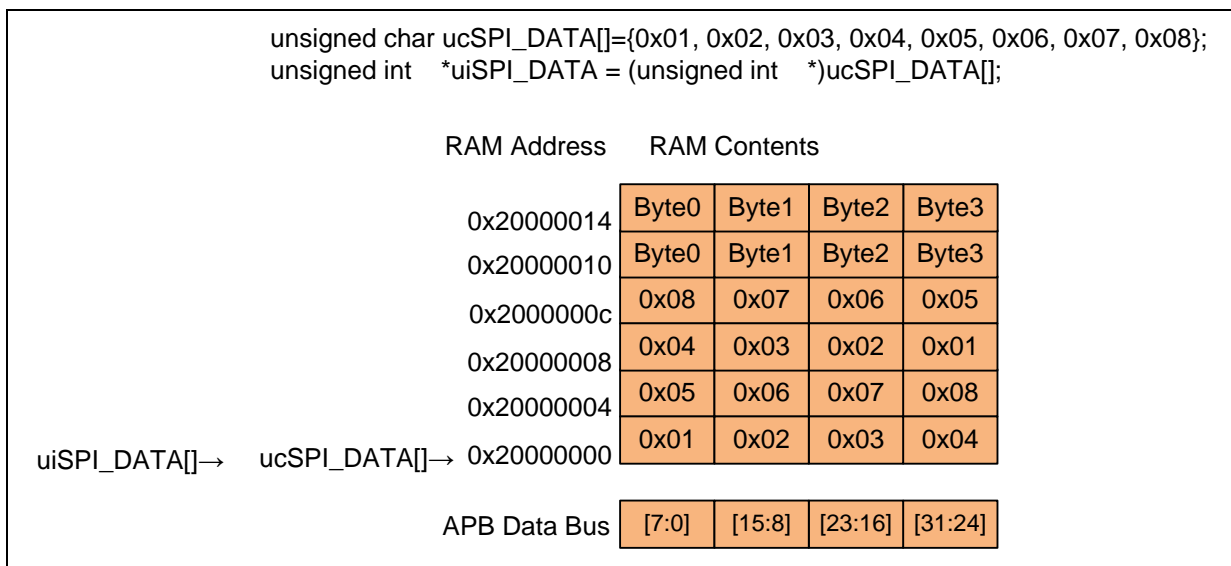 unsigned char ucSPI_DATA[]={0x01, 0x02, 0x03, 0x04, 0x05, 0x06, 0x07, 0x08};
unsigned int *uiSPI_DATA = (unsigned int *)ucSPI_DATA[];
RAM Address RAM Contents
0x20000014 Byte0 Byte1 Byte2 Byte3
0x20000010 Byte0 Byte1 Byte2 Byte3
0x2000000c 0x08 0x07 0x06 0x05
0x20000008 0x04 0x03 0x02 0x01
0x20000004 0x05 0x06 0x07 0x08
uiSPI_DATA[]→ ucSPI_DATA[]→ 0x20000000 0x01 0x02 0x03 0x04
APB Data Bus [7:0] [15:8] [23:16] [31:24]